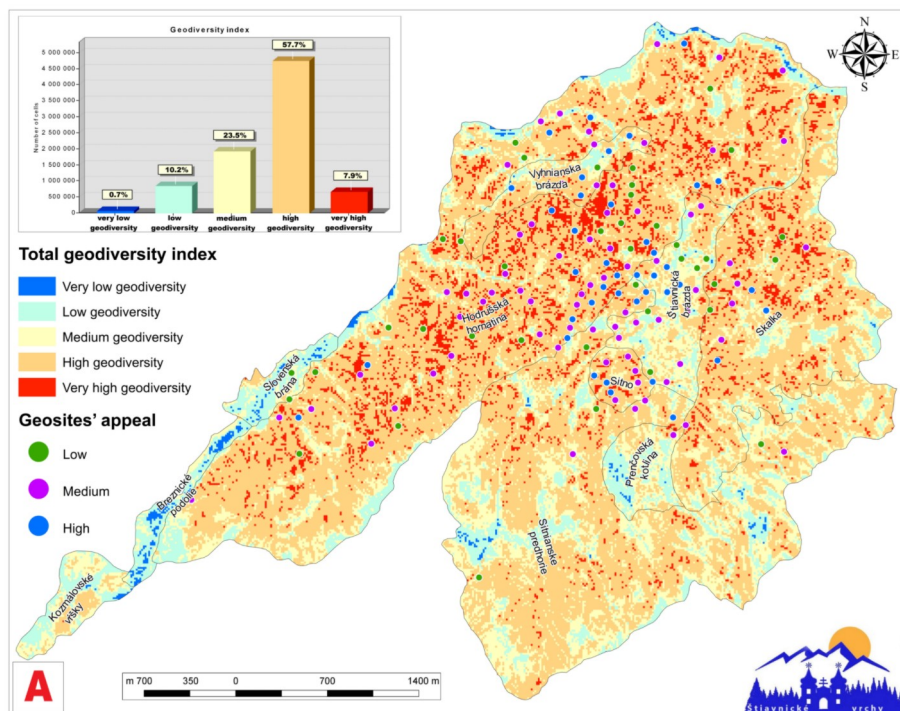 Geodiversity index
Number of cells
5 000 000
4 500 000
4 000 000
3 500 000
3 000 000
2 500 000
2 000 000
1 500 000
1 000 000
500 000
0
0.7%
10.2%
23.5%
57.7%
7.9%
very low
geodiversity
low
geodiversity
medium
geodiversity
high
geodiversity
very high
geodiversity
N
W
E
S
Total geodiversity index
Very low geodiversity
Low geodiversity
Medium geodiversity
High geodiversity
Very high geodiversity
Geosites' appeal
Low
Medium
High
Vyhnianska
brázda
Hodrušská
hornatina
Štiavnická
brázda
Skalka
Slovenská
brána
Sitno
Prenčovská
kotlina
Breznické
podolie
Sitnianske
predhorie
Kozmálovské
vŕšky
A
m 700 350 0 700 1400 m
Štiavnické vrchy